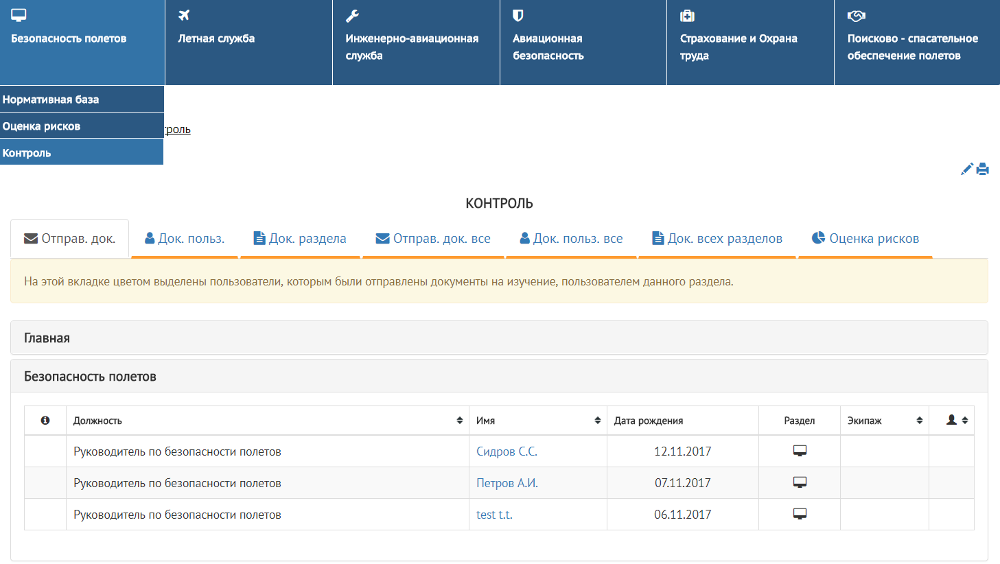 Безопасность полетов
Летная служба
Инженерно-авиационная
служба
Авиационная
безопасность
Страхование и Охрана
труда
Поисково - спасательное
обеспечение полетов
Нормативная база
Оценка рисков
Контроль
троль
КОНТРОЛЬ
Отправ. док.
Док. польз.
Док. раздела
Отправ. док. все
Док. польз. все
Док. всех разделов
Оценка рисков
На этой вкладке цветом выделены пользователи, которым были отправлены документы на изучение, пользователем данного раздела.
Главная
Безопасность полетов
Должность Имя Дата рождения Раздел Экипаж
Руководитель по безопасности полетов Сидров С.С. 12.11.2017
Руководитель по безопасности полетов Петров А.И. 07.11.2017
Руководитель по безопасности полетов test t.t. 06.11.2017